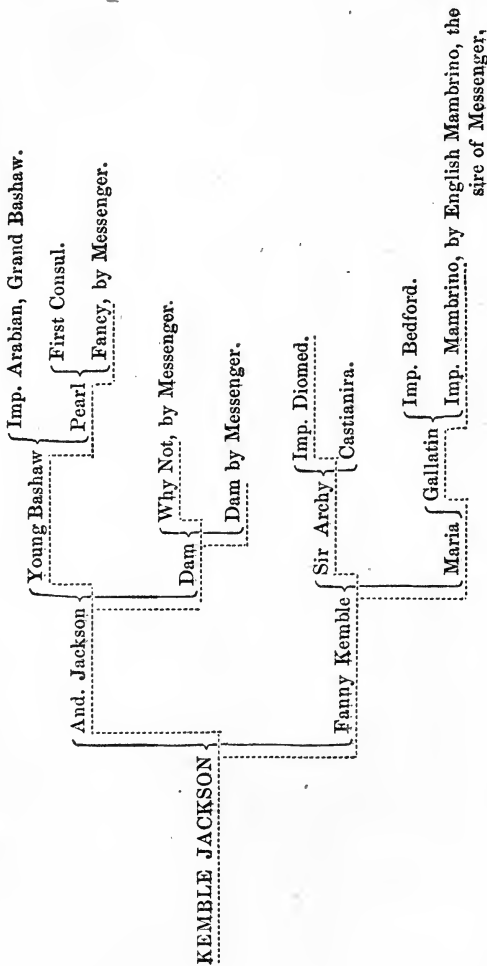 KEMBLE JACKSON
And. Jackson
Young Bashaw
Imp. Arabian, Grand Bashaw.
Pearl
First Consul.
Fancy, by Messenger.
Dam
Why Not, by Messenger.
Dam by Messenger.
Fanny Kemble
Sir Archy
Imp. Diomed.
Castianira.
Maria
Gallatin
Imp. Bedford.
Imp. Mambrino, by English Mambrino, the
sire of Messenger,